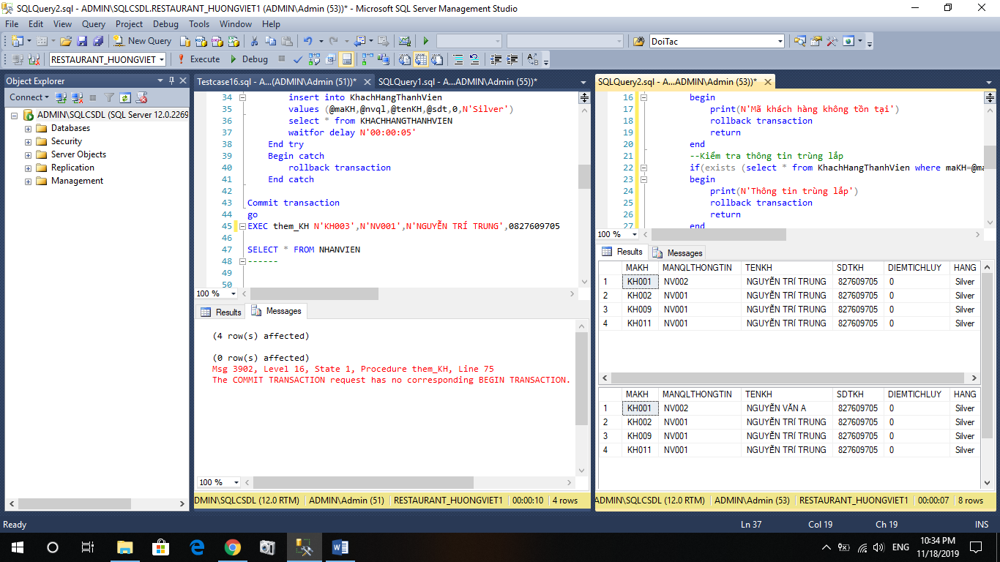 SQLQuery2.sql - ADMIN\SQLCSDL.RESTAURANT_HUONGVIET1 (ADMIN\Admin (53))* - Microsoft SQL Server Management Studio
File Edit View Query Project Debug Tools Window Help
New Query
DoiTac
RESTAURANT_HUONGVIET
Execute
Debug
Object Explorer
Connect
ADMIN\SQLCSDL (SQL Server 12.0.2269
Databases
Security
Server Objects
Replication
Management
Testcase16.sql - A...(ADMIN\Admin (51))*
SQLQuery1.sql - A...ADMIN\Admin (55))*
34 insert into KhachHangThanhVien
35 values (@maKH,@nvql,@tenKH,@sdt,0,N'Silver')
36 select * from KHACHHANGTHANHVIEN
37 waitfor delay N'00:00:05'
38 End try
39 Begin catch
40 rollback transaction
41 End catch
42
43 Commit transaction
44 go
45 EXEC them_KH N'KH003',N'NV001',N'NGUYỄN TRÍ TRUNG',0827609705
46
47 SELECT * FROM NHANVIEN
48 ------
49
50
100 %
Results
Messages
(4 row(s) affected)
(0 row(s) affected)
Msg 3902, Level 16, State 1, Procedure them_KH, Line 75
The COMMIT TRANSACTION request has no corresponding BEGIN TRANSACTION.
100 %
DMIN\SQLCSDL (12.0 RTM) ADMIN\Admin (51) RESTAURANT_HUONGVIET1 00:00:10 4 rows
SQLQuery2.sql - A...ADMIN\Admin (53))*
16 begin
17 print(N'Mã khách hàng không tồn tại')
18 rollback transaction
19 return
20 end
21 --Kiểm tra thông tin trùng lắp
22 if(exists (select * from KhachHangThanhVien where maKH=@ma
23 begin
24 print(N'Thông tin trùng lắp')
25 rollback transaction
26 return
27 end
100 %
Results
Messages
MAKH MANQLTHONGTIN TENKH SDTKH DIEMTICHLUY HANG
1 KH001 NV002 NGUYỄN TRÍ TRUNG 827609705 0 Silver
2 KH002 NV001 NGUYỄN TRÍ TRUNG 827609705 0 Silver
3 KH009 NV001 NGUYỄN TRÍ TRUNG 827609705 0 Silver
4 KH011 NV001 NGUYỄN TRÍ TRUNG 827609705 0 Silver
MAKH MANQLTHONGTIN TENKH SDTKH DIEMTICHLUY HANG
1 KH001 NV002 NGUYỄN VĂN A 827609705 0 Silver
2 KH002 NV001 NGUYỄN TRÍ TRUNG 827609705 0 Silver
3 KH009 NV001 NGUYỄN TRÍ TRUNG 827609705 0 Silver
4 KH011 NV001 NGUYỄN TRÍ TRUNG 827609705 0 Silver
ADMIN\SQLCSDL (12.0 RTM) ADMIN\Admin (53) RESTAURANT_HUONGVIET1 00:00:07 8 rows
Ready
Ln 37 Col 19 Ch 19 INS
ENG
10:34 PM
11/18/2019